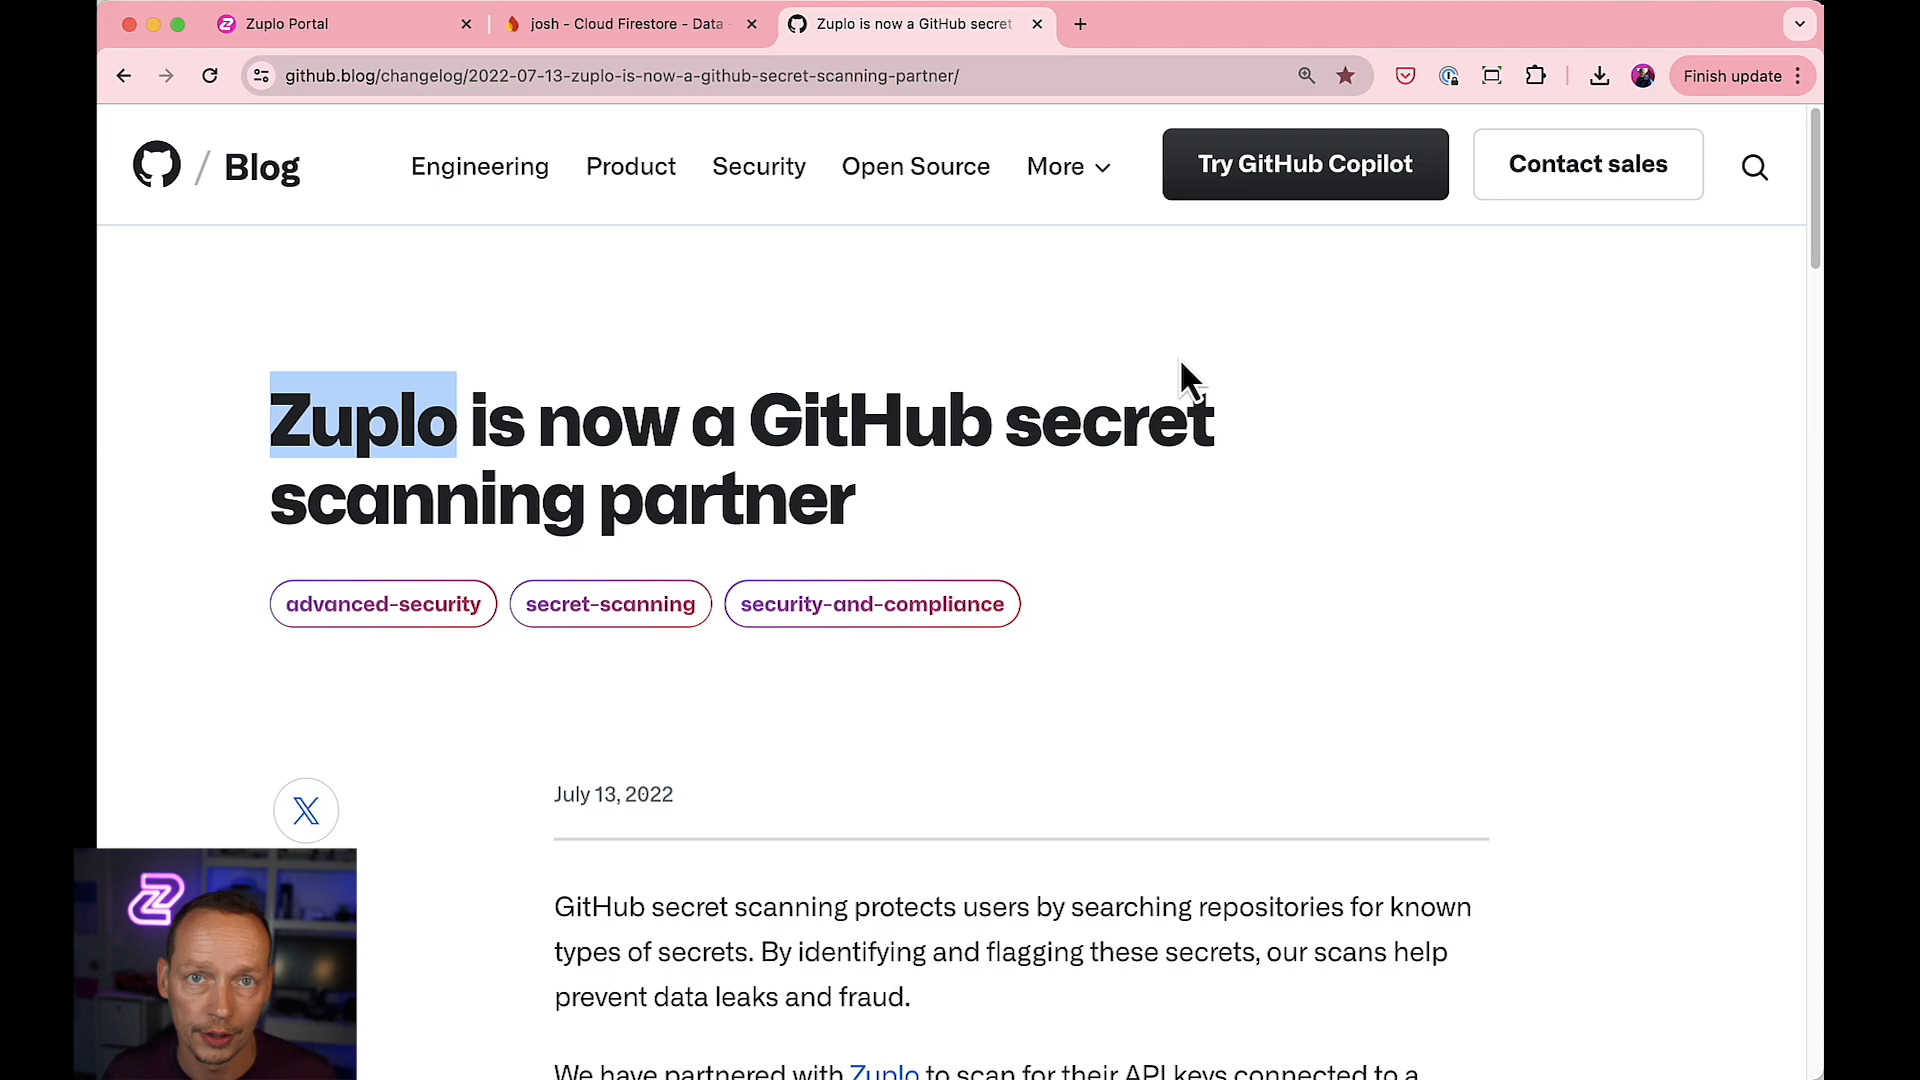 Zuplo Portal
josh - Cloud Firestore - Data
Zuplo is now a GitHub secret
github.blog/changelog/2022-07-13-zuplo-is-now-a-github-secret-scanning-partner/
Finish update
/ Blog
Engineering
Product
Security
Open Source
More
Try GitHub Copilot
Contact sales
Zuplo is now a GitHub secret
scanning partner
advanced-security
secret-scanning
security-and-compliance
July 13, 2022
GitHub secret scanning protects users by searching repositories for known
types of secrets. By identifying and flagging these secrets, our scans help
prevent data leaks and fraud.
We have partnered with Zuplo to scan for their API keys connected to a